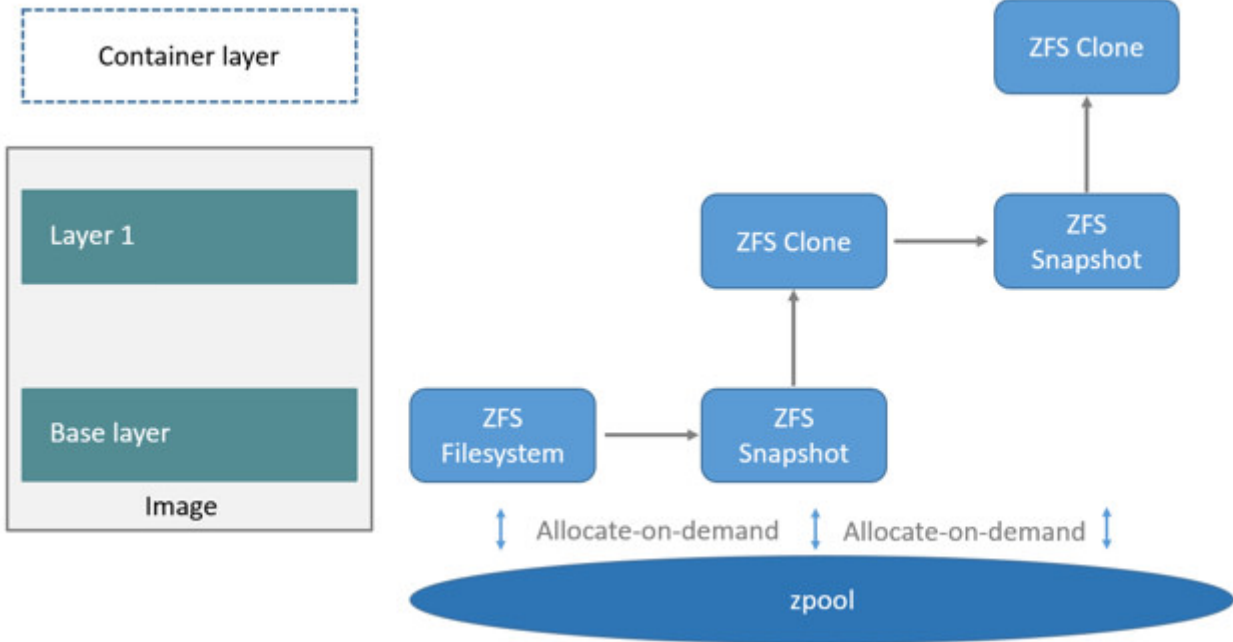 Container layer
ZFS Clone
Layer 1
ZFS Clone
ZFS
Snapshot
Base layer
ZFS
Filesystem
ZFS
Snapshot
Image
Allocate-on-demand
Allocate-on-demand
zpool